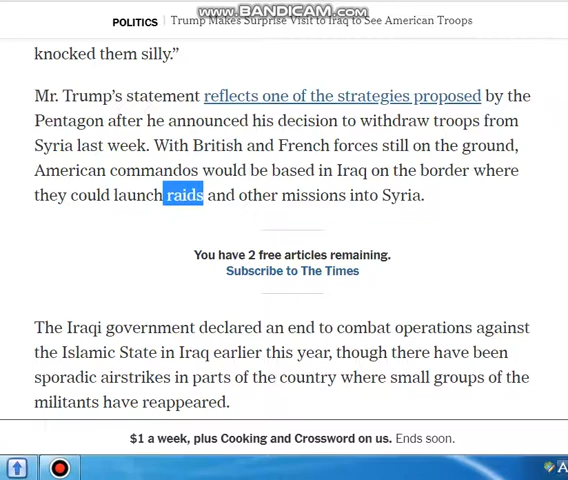 www.BANDICAM.com
POLITICS | Trump Makes Surprise Visit to Iraq to See American Troops
knocked them silly.”
Mr. Trump’s statement reflects one of the strategies proposed by the
Pentagon after he announced his decision to withdraw troops from
Syria last week. With British and French forces still on the ground,
American commandos would be based in Iraq on the border where
they could launch raids and other missions into Syria.
You have 2 free articles remaining.
Subscribe to The Times
The Iraqi government declared an end to combat operations against
the Islamic State in Iraq earlier this year, though there have been
sporadic airstrikes in parts of the country where small groups of the
militants have reappeared.
$1 a week, plus Cooking and Crossword on us. Ends soon.